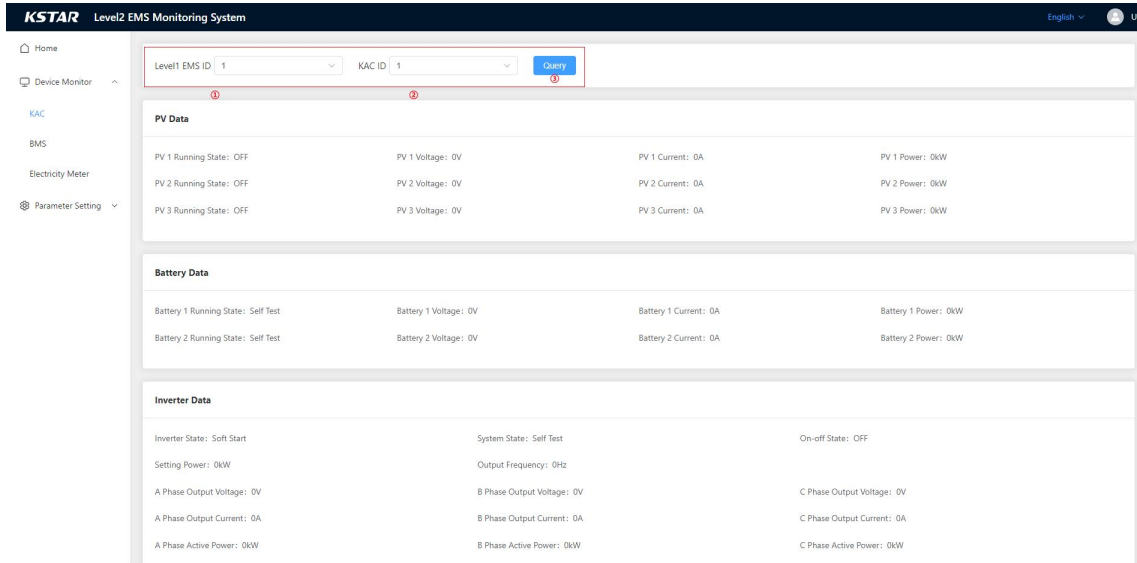 KSTAR Level2 EMS Monitoring System English U
Home
Device Monitor
KAC
BMS
Electricity Meter
Parameter Setting
Level1 EMS ID 1 KAC ID 1 Query
① ② ③
PV Data
PV 1 Running State: OFF PV 1 Voltage: 0V PV 1 Current: 0A PV 1 Power: 0kW
PV 2 Running State: OFF PV 2 Voltage: 0V PV 2 Current: 0A PV 2 Power: 0kW
PV 3 Running State: OFF PV 3 Voltage: 0V PV 3 Current: 0A PV 3 Power: 0kW
Battery Data
Battery 1 Running State: Self Test Battery 1 Voltage: 0V Battery 1 Current: 0A Battery 1 Power: 0kW
Battery 2 Running State: Self Test Battery 2 Voltage: 0V Battery 2 Current: 0A Battery 2 Power: 0kW
Inverter Data
Inverter State: Soft Start System State: Self Test On-off State: OFF
Setting Power: 0kW Output Frequency: 0Hz
A Phase Output Voltage: 0V B Phase Output Voltage: 0V C Phase Output Voltage: 0V
A Phase Output Current: 0A B Phase Output Current: 0A C Phase Output Current: 0A
A Phase Active Power: 0kW B Phase Active Power: 0kW C Phase Active Power: 0kW